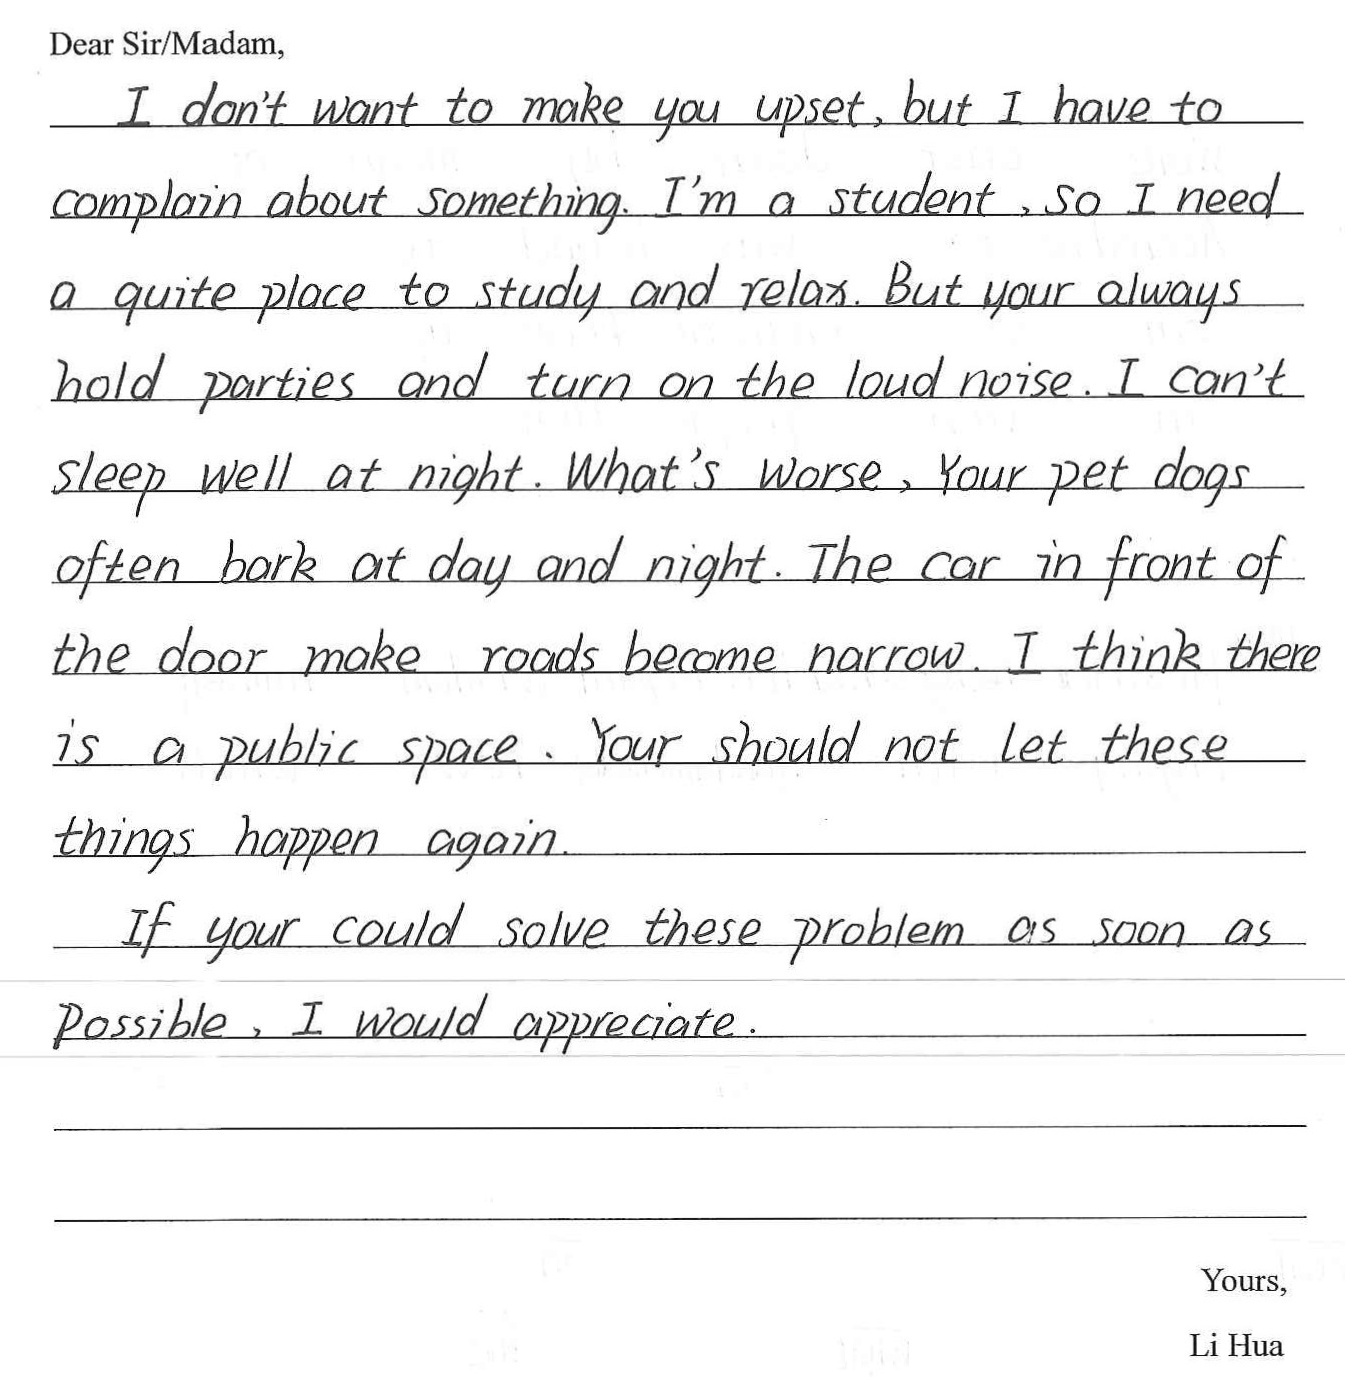 Dear Sir/Madam,
I don't want to make you upset, but I have to
complain about something. I'm a student, so I need
a quite place to study and relax. But your always
hold parties and turn on the loud noise. I can't
sleep well at night. What's worse, Your pet dogs
often bark at day and night. The car in front of
the door make roads become narrow. I think there
is a public space. Your should not let these
things happen again.
If your could solve these problem as soon as
Possible, I would appreciate.
Yours,
Li Hua